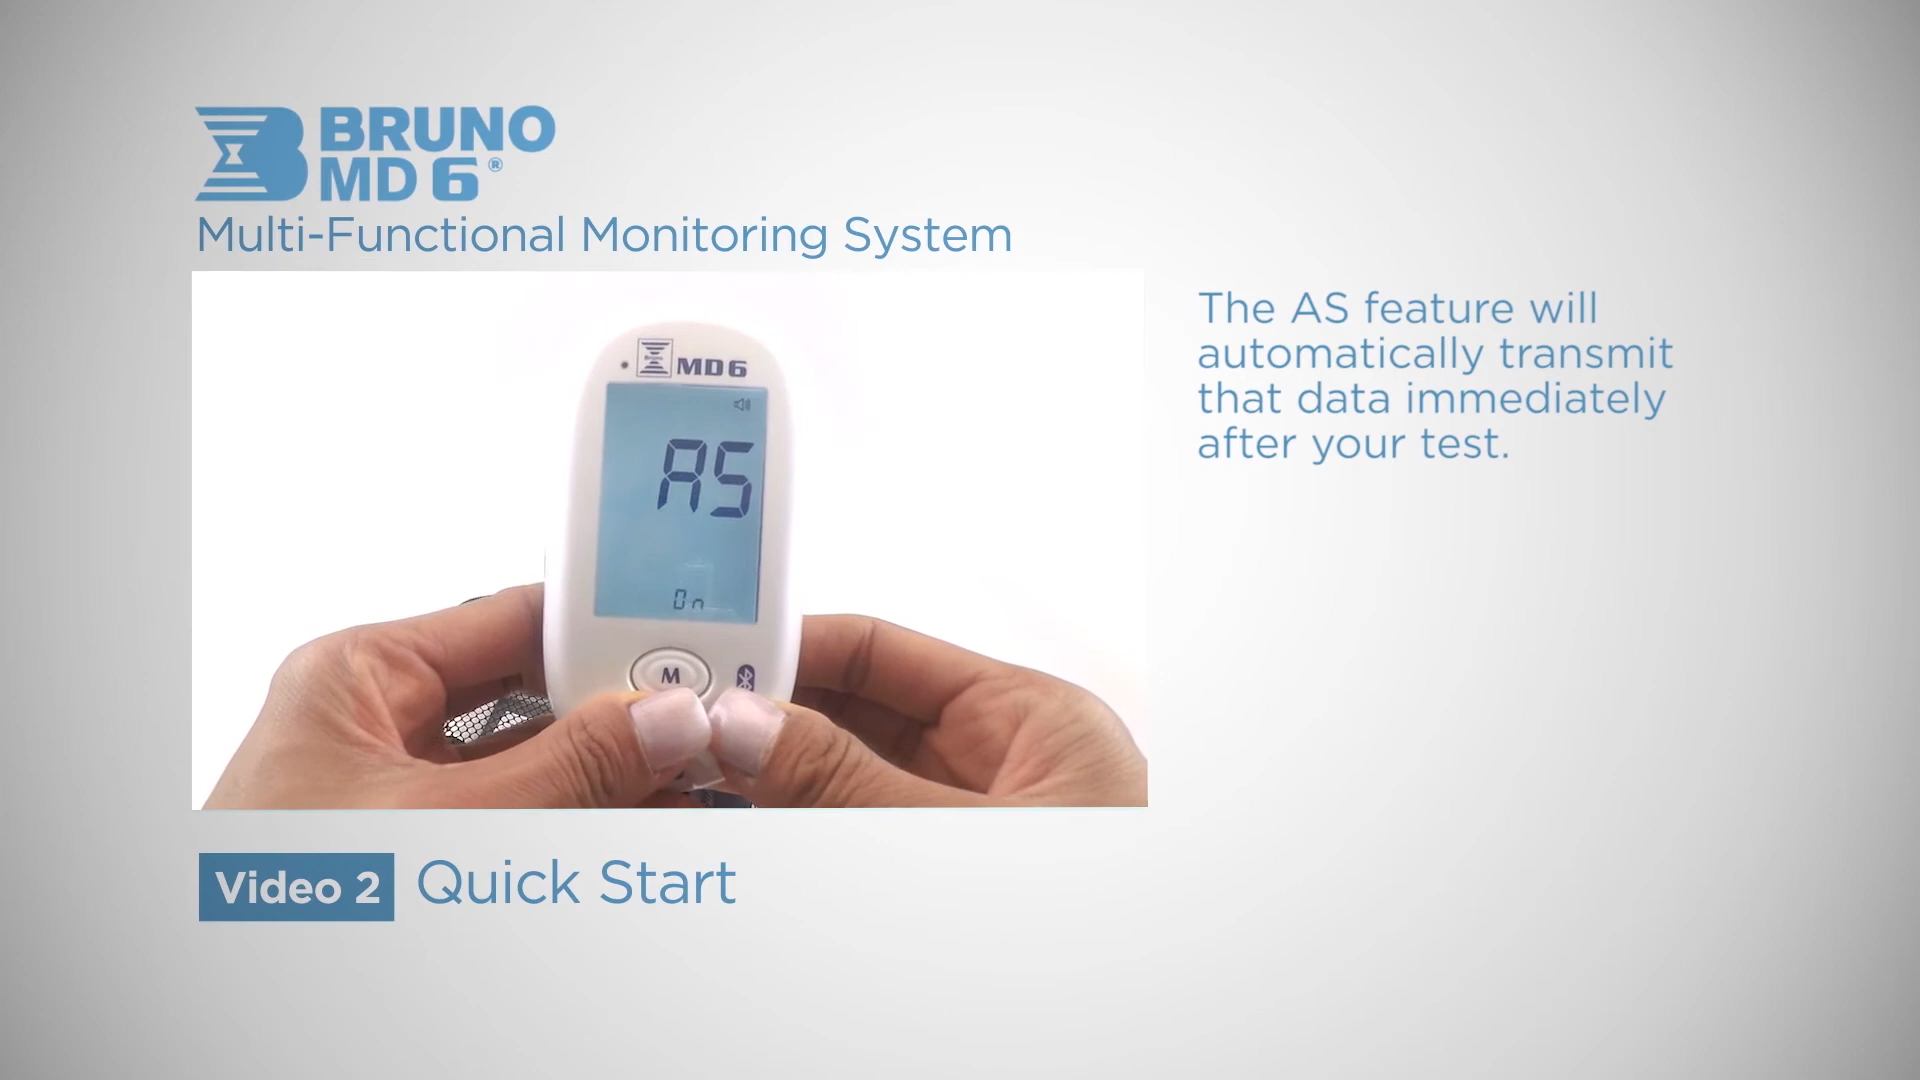 BRUNO
MD 6®
Multi-Functional Monitoring System
MD6
AS
On
M
The AS feature will
automatically transmit
that data immediately
after your test.
Video 2 Quick Start